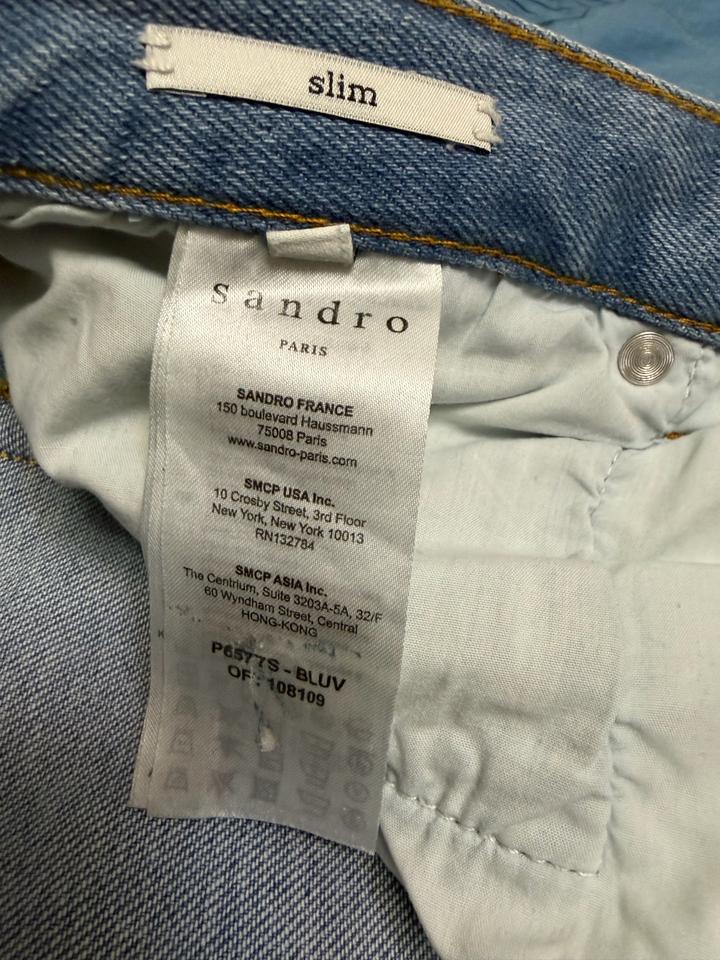 slim
sandro
PARIS
SANDRO FRANCE
150 boulevard Haussmann
75008 Paris
www.sandro-paris.com
SMCP USA Inc.
10 Crosby Street, 3rd Floor
New York, New York 10013
RN132784
SMCP ASIA Inc.
The Centrium, Suite 3203A-5A, 32/F
60 Wyndham Street, Central
HONG-KONG
P6577S - BLUV
108109